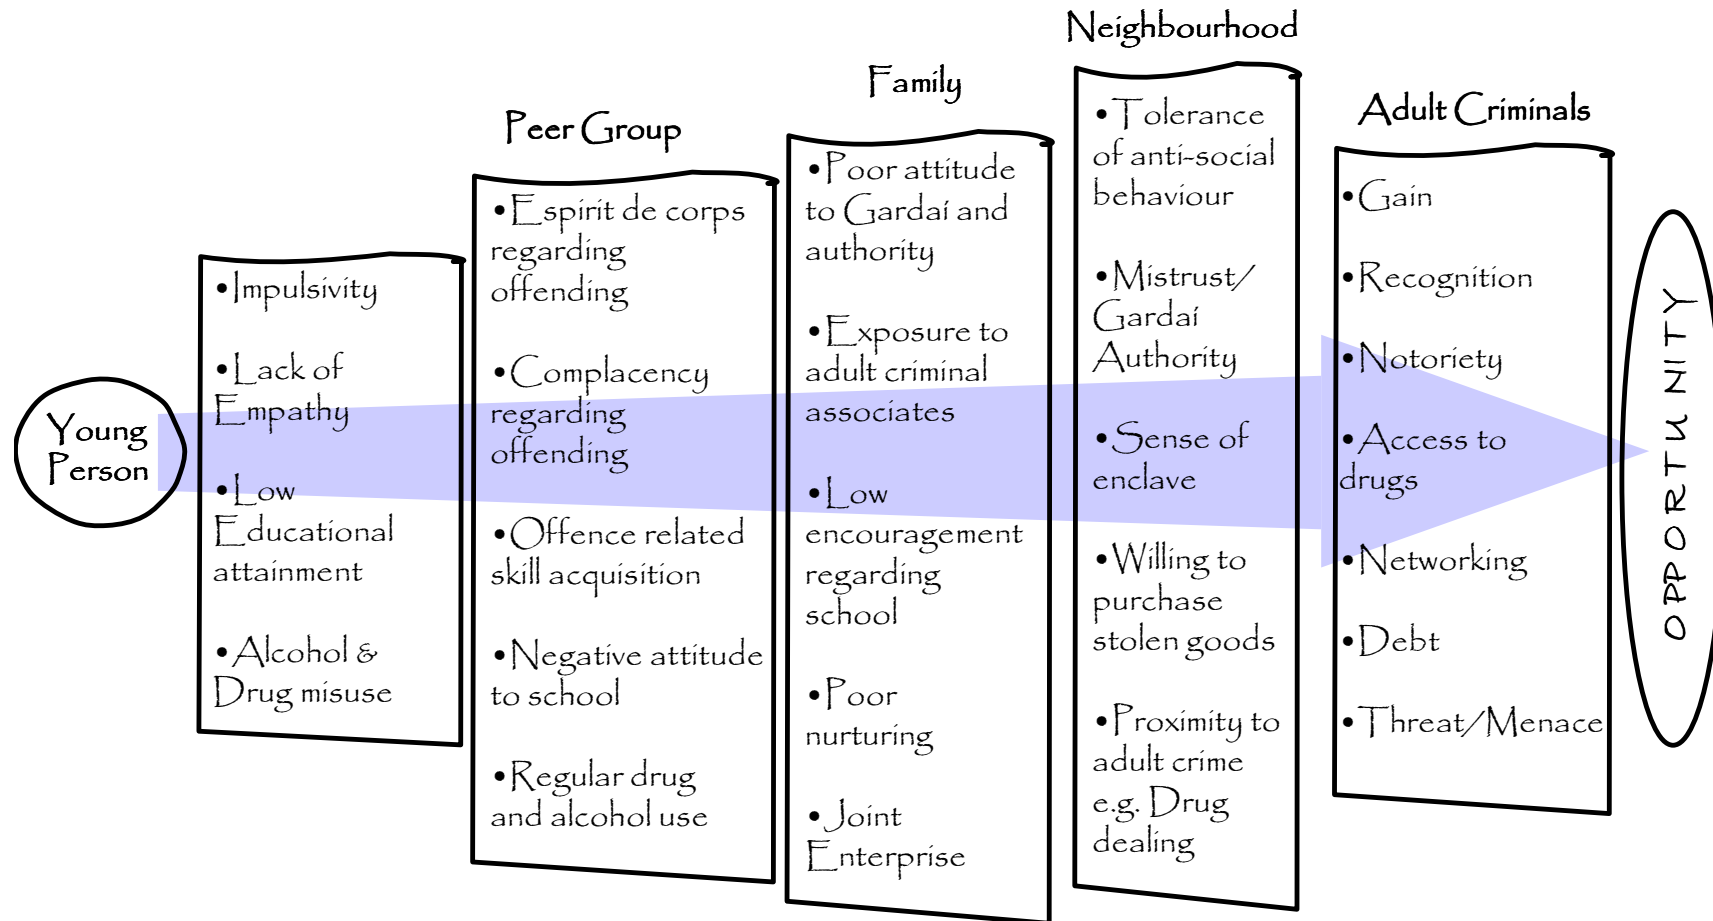 Young
Person
•Impulsivity
•Lack of
Empathy
•Low
Educational
attainment
•Alcohol &
Drug misuse
Peer Group
•Espirit de corps
regarding
offending
•Complacency
regarding
offending
•Offence related
skill acquisition
•Negative attitude
to school
•Regular drug
and alcohol use
Family
•Poor attitude
to Gardaí and
authority
•Exposure to
adult criminal
associates
•Low
encouragement
regarding
school
•Poor
nurturing
•Joint
Enterprise
Neighbourhood
•Tolerance
of anti-social
behaviour
•Mistrust/
Gardaí
Authority
•Sense of
enclave
•Willing to
purchase
stolen goods
•Proximity to
adult crime
e.g. Drug
dealing
Adult Criminals
•Gain
•Recognition
•Notoriety
•Access to
drugs
•Networking
•Debt
•Threat/Menace
OPPORTUNITY